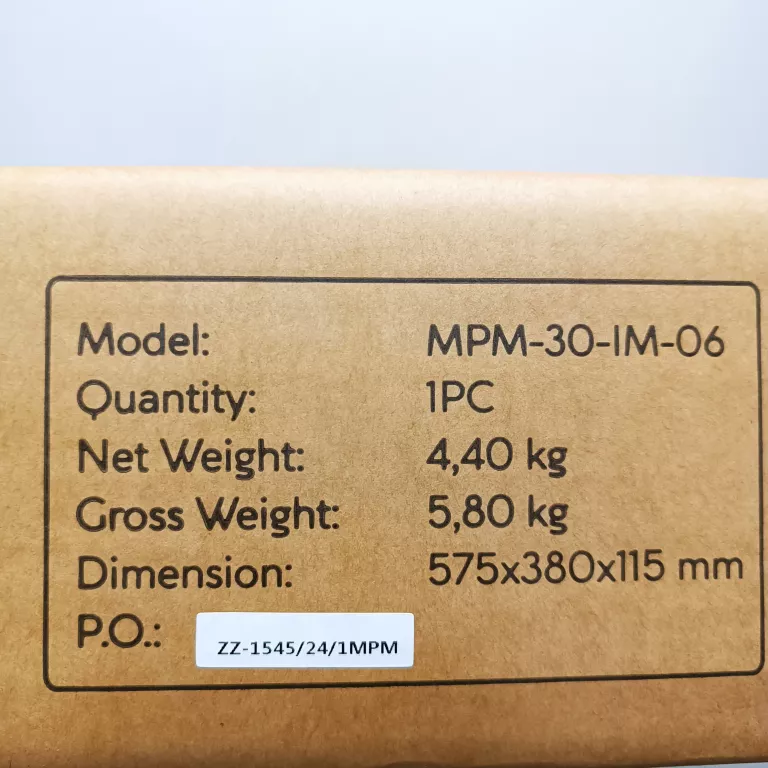 Model: MPM-30-IM-06
Quantity: 1PC
Net Weight: 4,40 kg
Gross Weight: 5,80 kg
Dimension: 575x380x115 mm
P.O.: ZZ-1545/24/1MPM